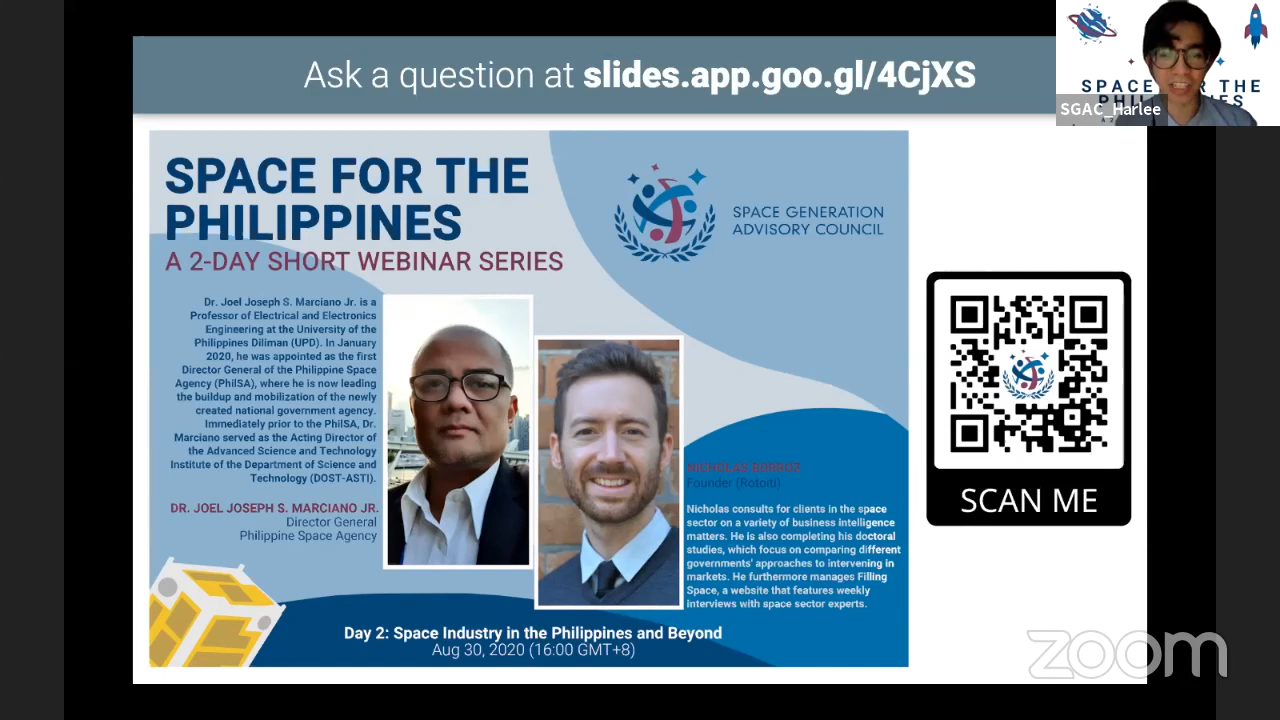 Ask a question at slides.app.goo.gl/4CjXS
SPACE FOR THE
SGAC_Harlee
SPACE FOR THE
PHILIPPINES
A 2-DAY SHORT WEBINAR SERIES
SPACE GENERATION
ADVISORY COUNCIL
Dr. Joel Joseph S. Marciano Jr. is a
Professor of Electrical and Electronics
Engineering at the University of the
Philippines Diliman (UPD). In January
2020, he was appointed as the first
Director General of the Philippine Space
Agency (PhilSA), where he is now leading
the buildup and mobilization of the newly
created national government agency.
Immediately prior to the PhilSA, Dr.
Marciano served as the Acting Director of
the Advanced Science and Technology
Institute of the Department of Science and
Technology (DOST-ASTI).
DR. JOEL JOSEPH S. MARCIANO JR.
Director General
Philippine Space Agency
NICHOLAS BORROZ
Founder (Rotoiti)
Nicholas consults for clients in the space
sector on a variety of business intelligence
matters. He is also completing his doctoral
studies, which focus on comparing different
governments' approaches to intervening in
markets. He furthermore manages Filling
Space, a website that features weekly
interviews with space sector experts.
Day 2: Space Industry in the Philippines and Beyond
Aug 30, 2020 (16:00 GMT+8)
SCAN ME
zoom